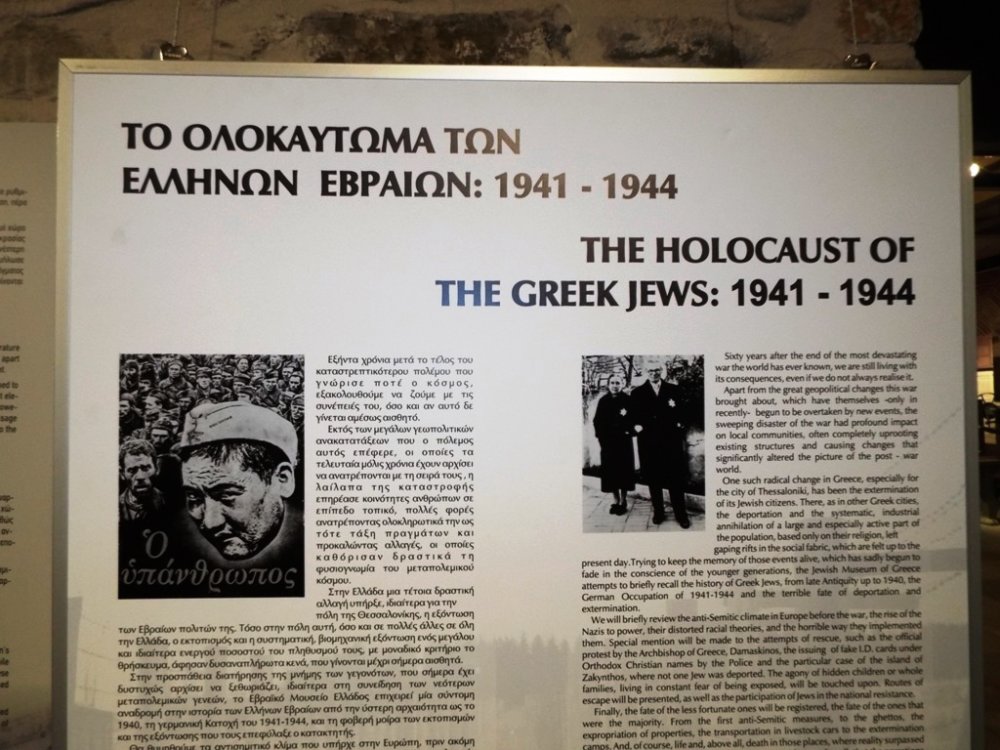 ΤΟ ΟΛΟΚΑΥΤΩΜΑ ΤΩΝ
ΕΛΛΗΝΩΝ ΕΒΡΑΙΩΝ: 1941 - 1944
THE HOLOCAUST OF
THE GREEK JEWS: 1941 - 1944
Ὁ
ὑπάνθρωπος
Εξήντα χρόνια μετά το τέλος του
καταστρεπτικότερου πολέμου που
γνώρισε ποτέ ο κόσμος,
εξακολουθούμε να ζούμε με τις
συνέπειές του, όσο και αν αυτό δε
γίνεται αμέσως αισθητό.
Εκτός των μεγάλων γεωπολιτικών
ανακατατάξεων που ο πόλεμος
αυτός επέφερε, οι οποίες τα
τελευταία μόλις χρόνια έχουν αρχίσει
να ανατρέπονται με τη σειρά τους, η
λαίλαπα της καταστροφής
επηρέασε κοινότητες ανθρώπων σε
επίπεδο τοπικό, πολλές φορές
ανατρέποντας ολοκληρωτικά την ως
τότε τάξη πραγμάτων και
προκαλώντας αλλαγές, οι οποίες
καθόρισαν δραστικά τη
φυσιογνωμία του μεταπολεμικού
κόσμου.
Στην Ελλάδα μια τέτοια δραστική
αλλαγή υπήρξε, ιδιαίτερα για την
πόλη της Θεσσαλονίκης, η εξόντωση
των Εβραίων πολιτών της. Τόσο στην πόλη αυτή, όσο και σε πολλές άλλες σε όλη
την Ελλάδα, ο εκτοπισμός και η συστηματική, βιομηχανική εξόντωση ενός μεγάλου
και ιδιαίτερα ενεργού ποσοστού του πληθυσμού τους, με μοναδικό κριτήριο το
θρήσκευμα, άφησαν δυσαναπλήρωτα κενά, που γίνονται μέχρι σήμερα αισθητά.
Στην προσπάθεια διατήρησης της μνήμης των γεγονότων, που σήμερα έχει
δυστυχώς αρχίσει να ξεθωριάζει, ιδιαίτερα στη συνείδηση των νεότερων
μεταπολεμικών γενεών, το Εβραϊκό Μουσείο Ελλάδος επιχειρεί μία σύντομη
αναδρομή στην ιστορία των Ελλήνων Εβραίων από την ύστερη αρχαιότητα ως το
1940, τη γερμανική Κατοχή του 1941-1944, και τη φοβερή μοίρα των εκτοπισμών
και της εξόντωσης που τους επεφύλαξε ο κατακτητής.
Θα θυμηθούμε το αντισημιτικό κλίμα που υπήρχε στην Ευρώπη, πριν ακόμη
Sixty years after the end of the most devastating
war the world has ever known, we are still living with
its consequences, even if we do not always realise it.
Apart from the great geopolitical changes this war
brought about, which have themselves -only in
recently- begun to be overtaken by new events, the
sweeping disaster of the war had profound impact
on local communities, often completely uprooting
existing structures and causing changes that
significantly altered the picture of the post - war
world.
One such radical change in Greece, especially for
the city of Thessaloniki, has been the extermination
of its Jewish citizens. There, as in other Greek cities,
the deportation and the systematic, industrial
annihilation of a large and especially active part of
the population, based only on their religion, left
gaping rifts in the social fabric, which are felt up to the
present day.Trying to keep the memory of those events alive, which has sadly begun to
fade in the conscience of the younger generations, the Jewish Museum of Greece
attempts to briefly recall the history of Greek Jews, from late Antiquity up to 1940, the
German Occupation of 1941-1944 and the terrible fate of deportation and
extermination.
We will briefly review the anti-Semitic climate in Europe before the war, the rise of the
Nazis to power, their distorted racial theories, and the horrible way they implemented
them. Special mention will be made to the attempts of rescue, such as the official
protest by the Archbishop of Greece, Damaskinos, the issuing of fake I.D. cards under
Orthodox Christian names by the Police and the particular case of the island of
Zakynthos, where not one Jew was deported. The agony of hidden children or whole
families, living in constant fear of being exposed, will be touched upon. Routes of
escape will be presented, as well as the participation of Jews in the national resistance.
Finally, the fate of the less fortunate ones will be registered, the fate of the ones that
were the majority. From the first anti-Semitic measures, to the ghettos, the
expropriation of properties, the transportation in livestock cars to the extermination
camps. And, of course, life and, above all, death in those places, where reality surpassed